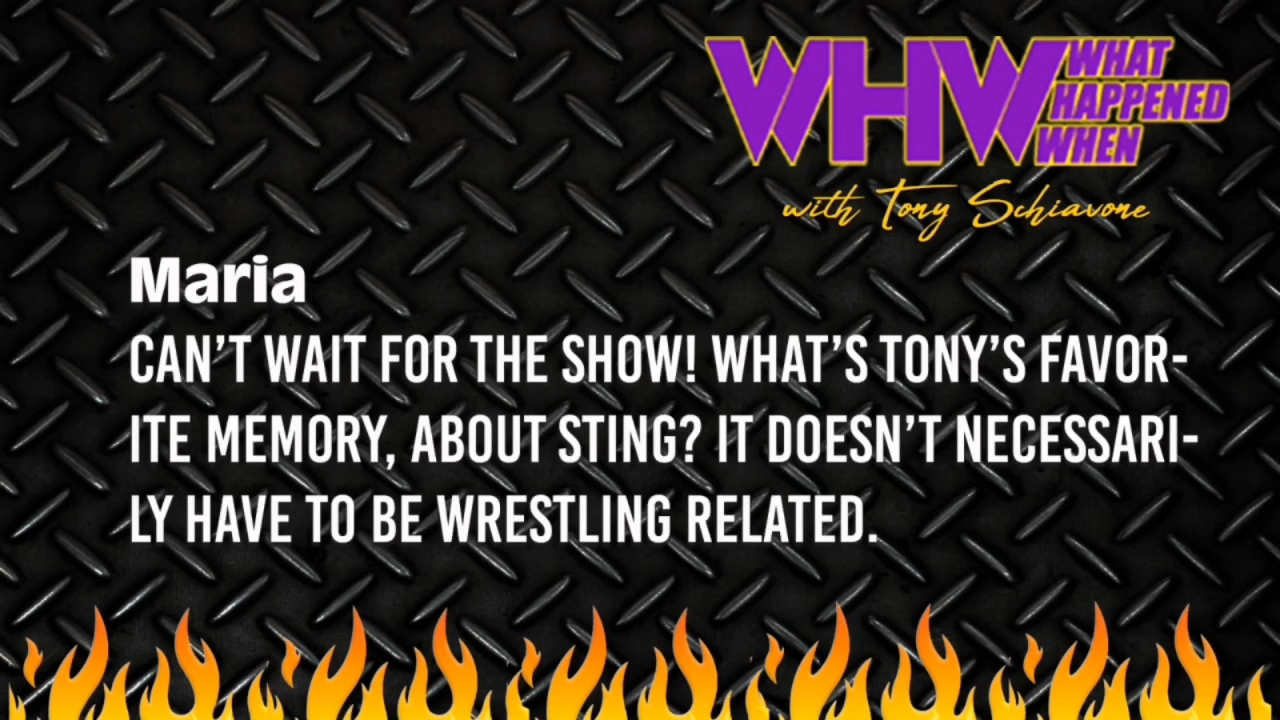 WHW WHAT
HAPPENED
WHEN
with Tony Schiavone
Maria
CAN'T WAIT FOR THE SHOW! WHAT'S TONY'S FAVOR-
ITE MEMORY, ABOUT STING? IT DOESN'T NECESSARI-
LY HAVE TO BE WRESTLING RELATED.